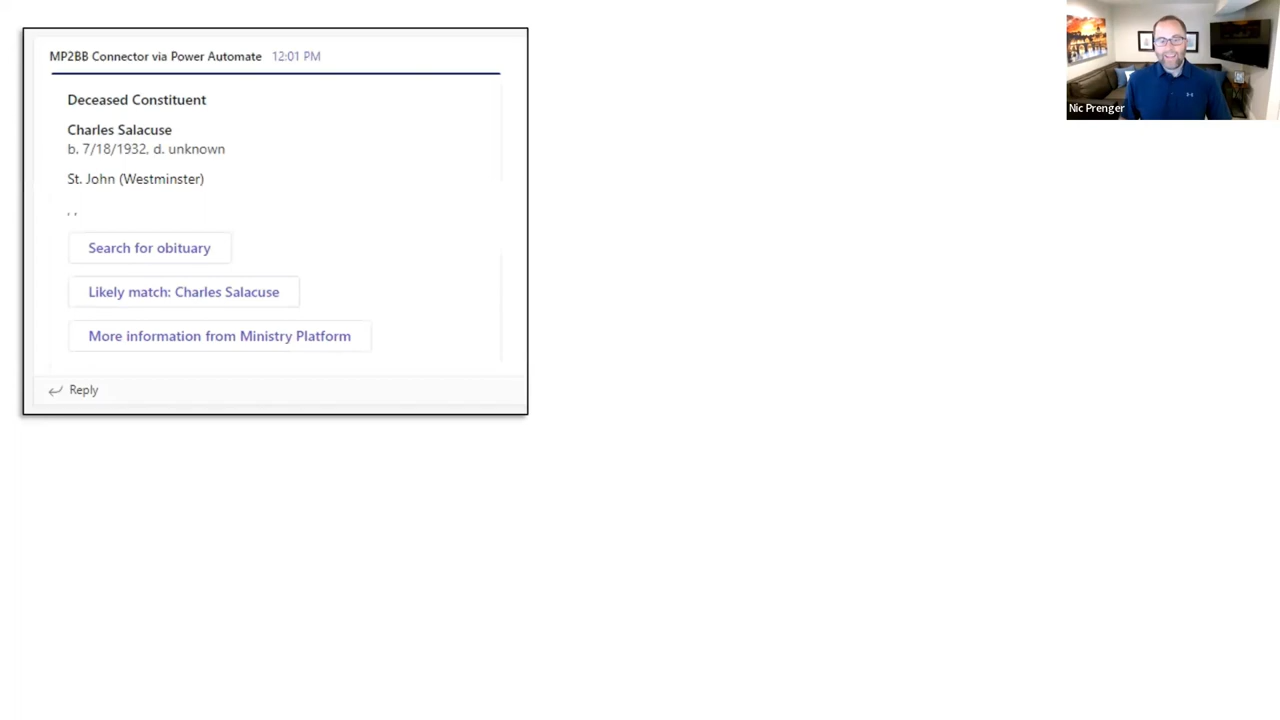 MP2BB Connector via Power Automate 12:01 PM
Deceased Constituent
Charles Salacuse
b. 7/18/1932, d. unknown
St. John (Westminster)
, ,
Search for obituary
Likely match: Charles Salacuse
More information from Ministry Platform
Reply
Nic Prenger